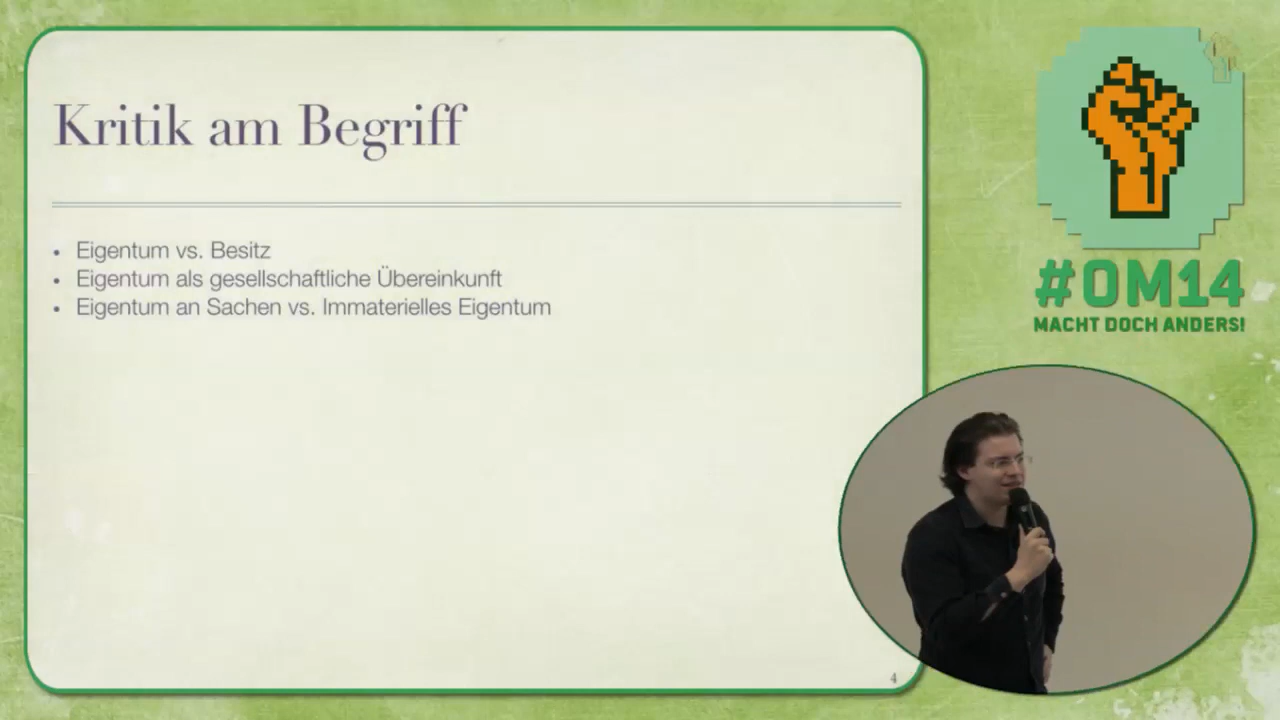 Kritik am Begriff
• Eigentum vs. Besitz
• Eigentum als gesellschaftliche Übereinkunft
• Eigentum an Sachen vs. Immaterielles Eigentum
4
#OM14
MACHT DOCH ANDERS!